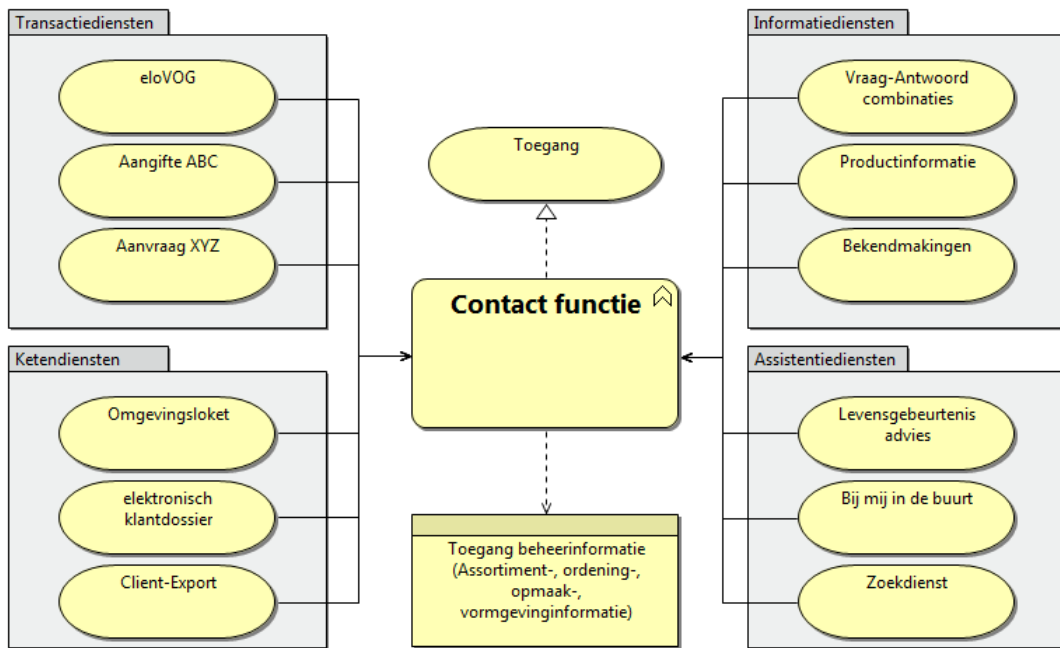 Transactiediensten
eloVOG
Aangifte ABC
Aanvraag XYZ
Ketendiensten
Omgevingsloket
elektronisch
klantdossier
Client-Export
Toegang
Contact functie
Toegang beheerinformatie
(Assortiment-, ordening-,
opmaak-,
vormgevinginformatie)
Informatiediensten
Vraag-Antwoord
combinaties
Productinformatie
Bekendmakingen
Assistentiediensten
Levensgebeurtenis
advies
Bij mij in de buurt
Zoekdienst